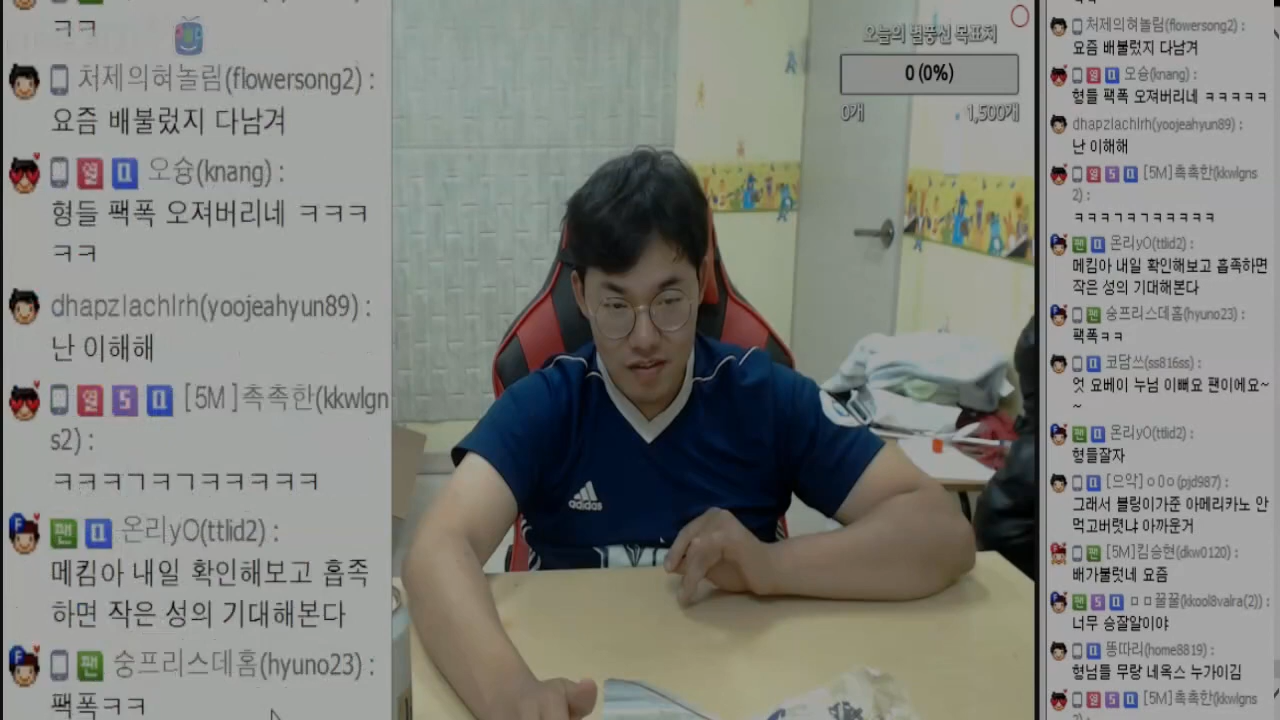 ㅋㅋ
처제의혀놀림(flowersong2) :
요즘 배불렀지 다남겨
오슝(knang) :
형들 팩폭 오져버리네 ㅋㅋㅋ
ㅋㅋ
dhapzlachlrh(yoojeahyun89) :
난 이해해
[5M]촉촉한(kkwlgn
s2) :
ㅋㅋㅋㄱㅋㄱㅋㅋㅋㅋㅋ
온리yO(ttlid2) :
메킴아 내일 확인해보고 흡족
하면 작은 성의 기대해본다
숭프리스데홈(hyuno23) :
팩폭ㅋㅋ
오늘의 별풍선 목표치
0 (0%)
0개 1,500개
adidas
ㅋㅋ
처제의혀놀림(flowersong2) :
요즘 배불렀지 다남겨
오슝(knang) :
형들 팩폭 오져버리네 ㅋㅋㅋㅋㅋ
dhapzlachlrh(yoojeahyun89) :
난 이해해
[5M]촉촉한(kkwlgns
2) :
ㅋㅋㅋㄱㅋㄱㅋㅋㅋㅋㅋ
온리yO(ttlid2) :
메킴아 내일 확인해보고 흡족하면
작은 성의 기대해본다
숭프리스데홈(hyuno23) :
팩폭ㅋㅋ
코담쓰(ss816ss) :
엇 요베이 누님 이뻐요 팬이에요~
~
온리yO(ttlid2) :
형들잘자
[으악]ㅇ0ㅇ(pjd987) :
그래서 블링이가준 아메리카노 안
먹고버렷냐 아까운거
[5M]킴승현(dkw0120) :
배가불럿네 요즘
ㅁㅁ꿀꿀(kkool8valra(2)) :
너무 승잘알이야
똥따리(home8819) :
형님들 무랑 네옥스 누가이김
[5M]촉촉한(kkwlgns
2) :